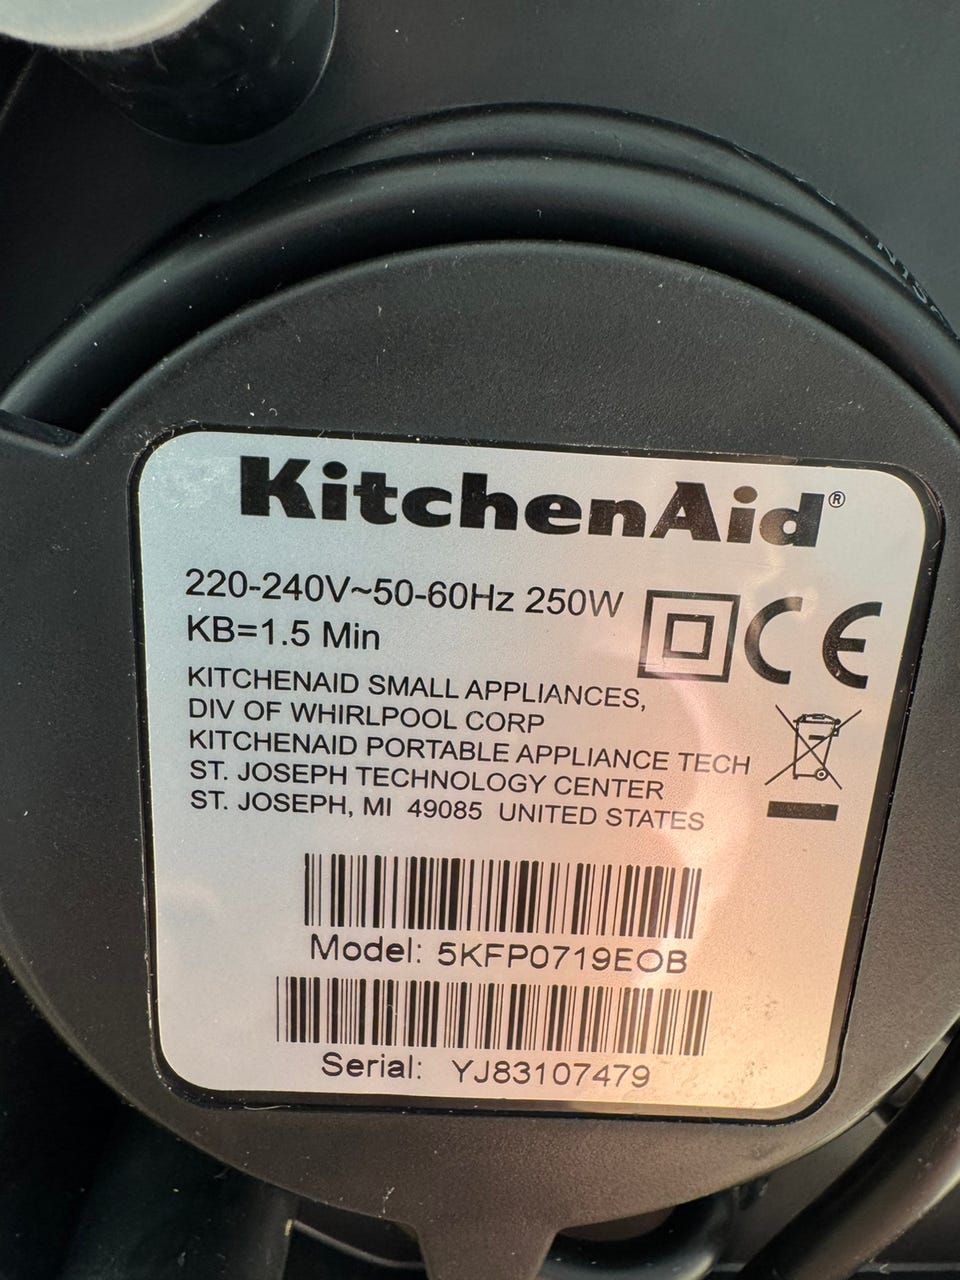 KitchenAid®
220-240V~50-60Hz 250W
KB=1.5 Min
CE
KITCHENAID SMALL APPLIANCES,
DIV OF WHIRLPOOL CORP
KITCHENAID PORTABLE APPLIANCE TECH
ST. JOSEPH TECHNOLOGY CENTER
ST. JOSEPH, MI 49085 UNITED STATES
Model: 5KFP0719EOB
Serial: YJ83107479